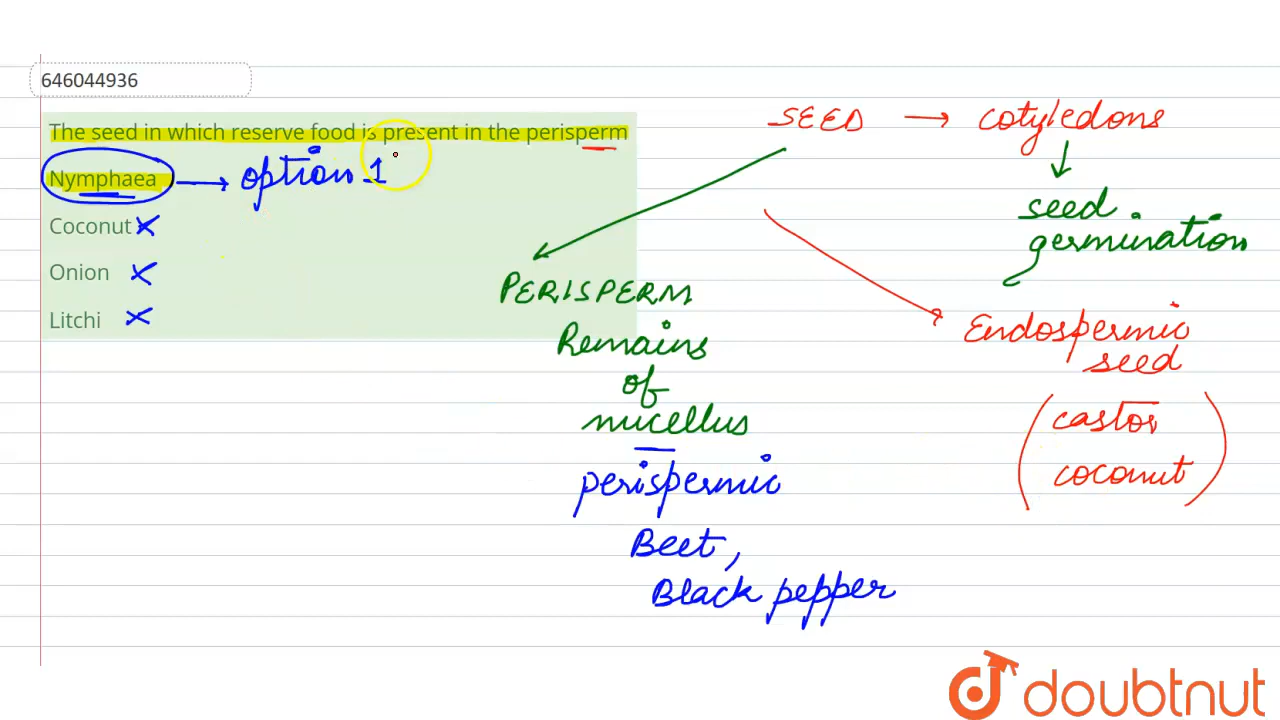 646044936
The seed in which reserve food is present in the perisperm
Nymphaea → option 1
Coconut
Onion
Litchi
SEED → cotyledons
seed
germination
PERISPERM
Remains
of
nucellus
perispermic
Beet,
Black pepper
Endospermic
seed
(castor
coconut)
doubtnut